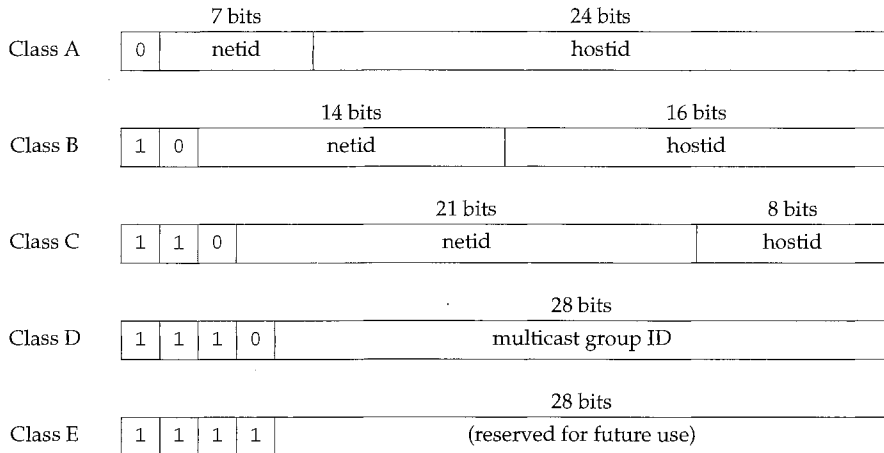 7 bits 24 bits
Class A 0 netid hostid
14 bits 16 bits
Class B 1 0 netid hostid
21 bits 8 bits
Class C 1 1 0 netid hostid
28 bits
Class D 1 1 1 0 multicast group ID
28 bits
Class E 1 1 1 1 (reserved for future use)